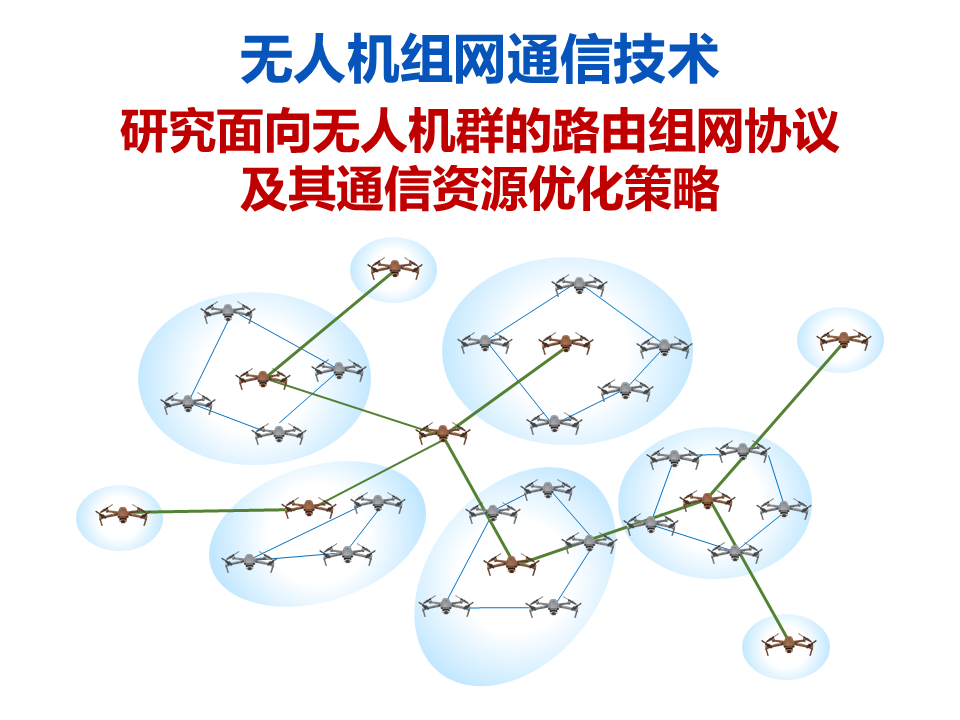 无人机组网通信技术
研究面向无人机群的路由组网协议
及其通信资源优化策略